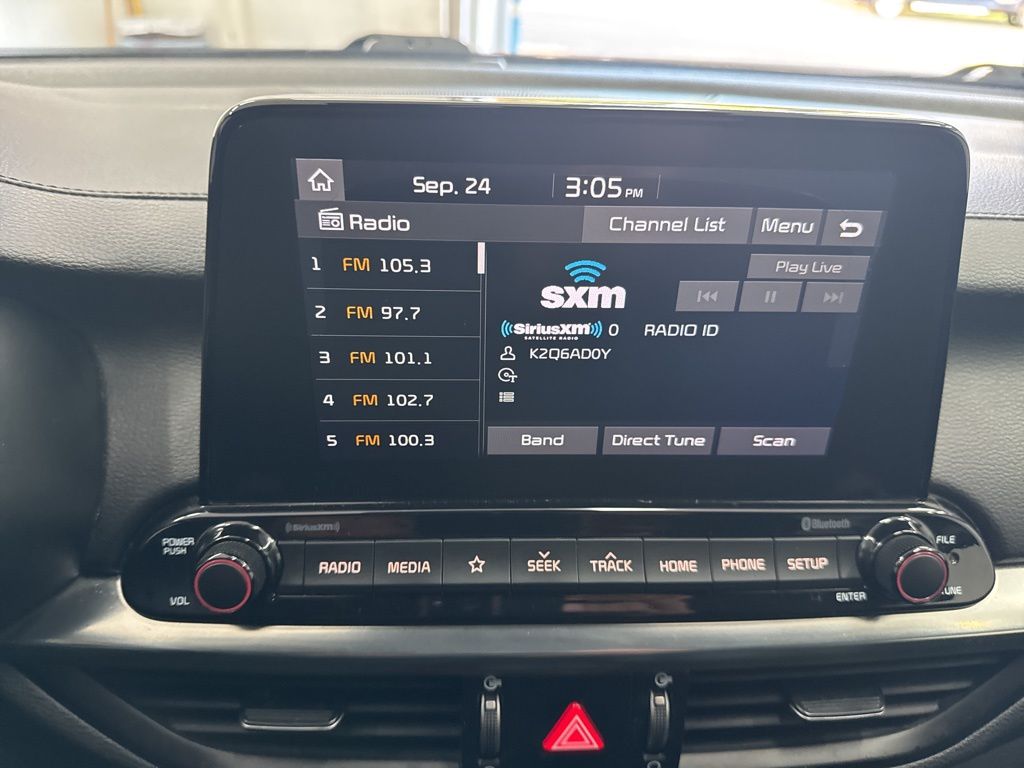 Sep. 24 3:05 PM
Radio Channel List Menu
1 FM 105.3
2 FM 97.7
3 FM 101.1
4 FM 102.7
5 FM 100.3
Play Live
sxm
((SiriusXM)) 0 RADIO ID
SATELLITE RADIO
K2Q6AD0Y
Band Direct Tune Scan
((SiriusXM)) Bluetooth
POWER
PUSH
VOL
RADIO MEDIA SEEK TRACK HOME PHONE SETUP
FILE
TUNE
ENTER